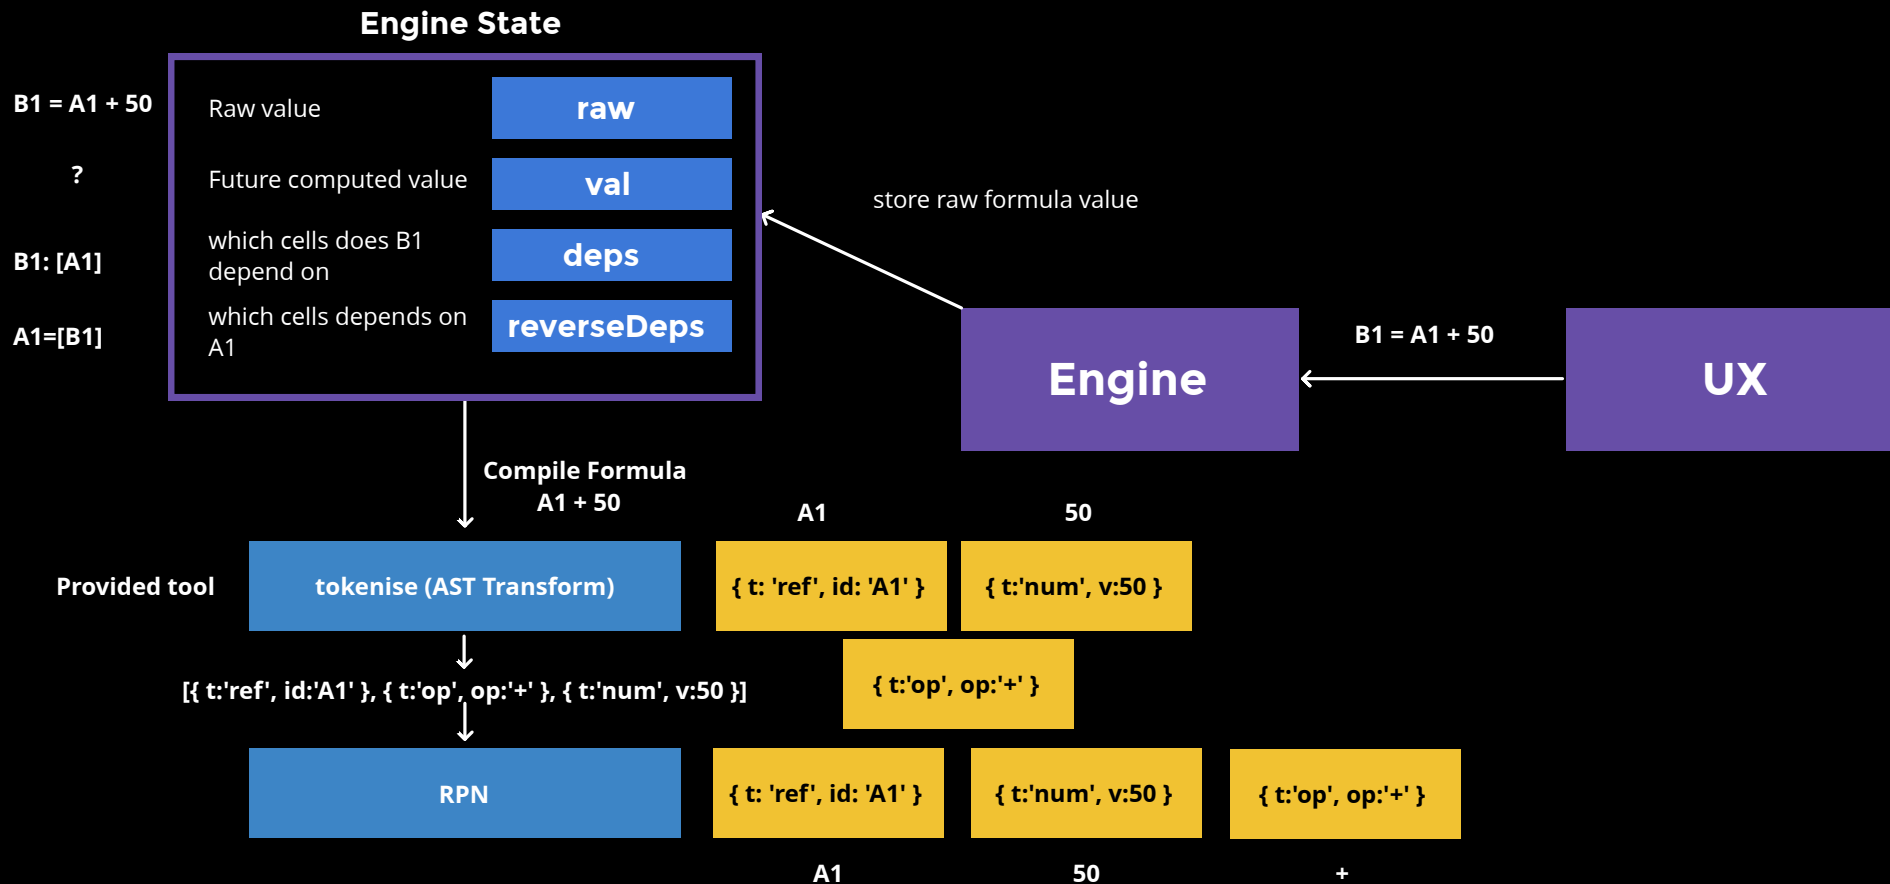 Engine State
B1 = A1 + 50
Raw value
raw
?
Future computed value
val
B1: [A1]
which cells does B1
depend on
deps
A1=[B1]
which cells depends on
A1
reverseDeps
store raw formula value
Engine
B1 = A1 + 50
UX
Compile Formula
A1 + 50
A1
50
Provided tool
tokenise (AST Transform)
{ t: 'ref', id: 'A1' }
{ t:'num', v:50 }
{ t:'op', op:'+' }
[{ t:'ref', id:'A1' }, { t:'op', op:'+' }, { t:'num', v:50 }]
RPN
{ t: 'ref', id: 'A1' }
{ t:'num', v:50 }
{ t:'op', op:'+' }
A1
50
+